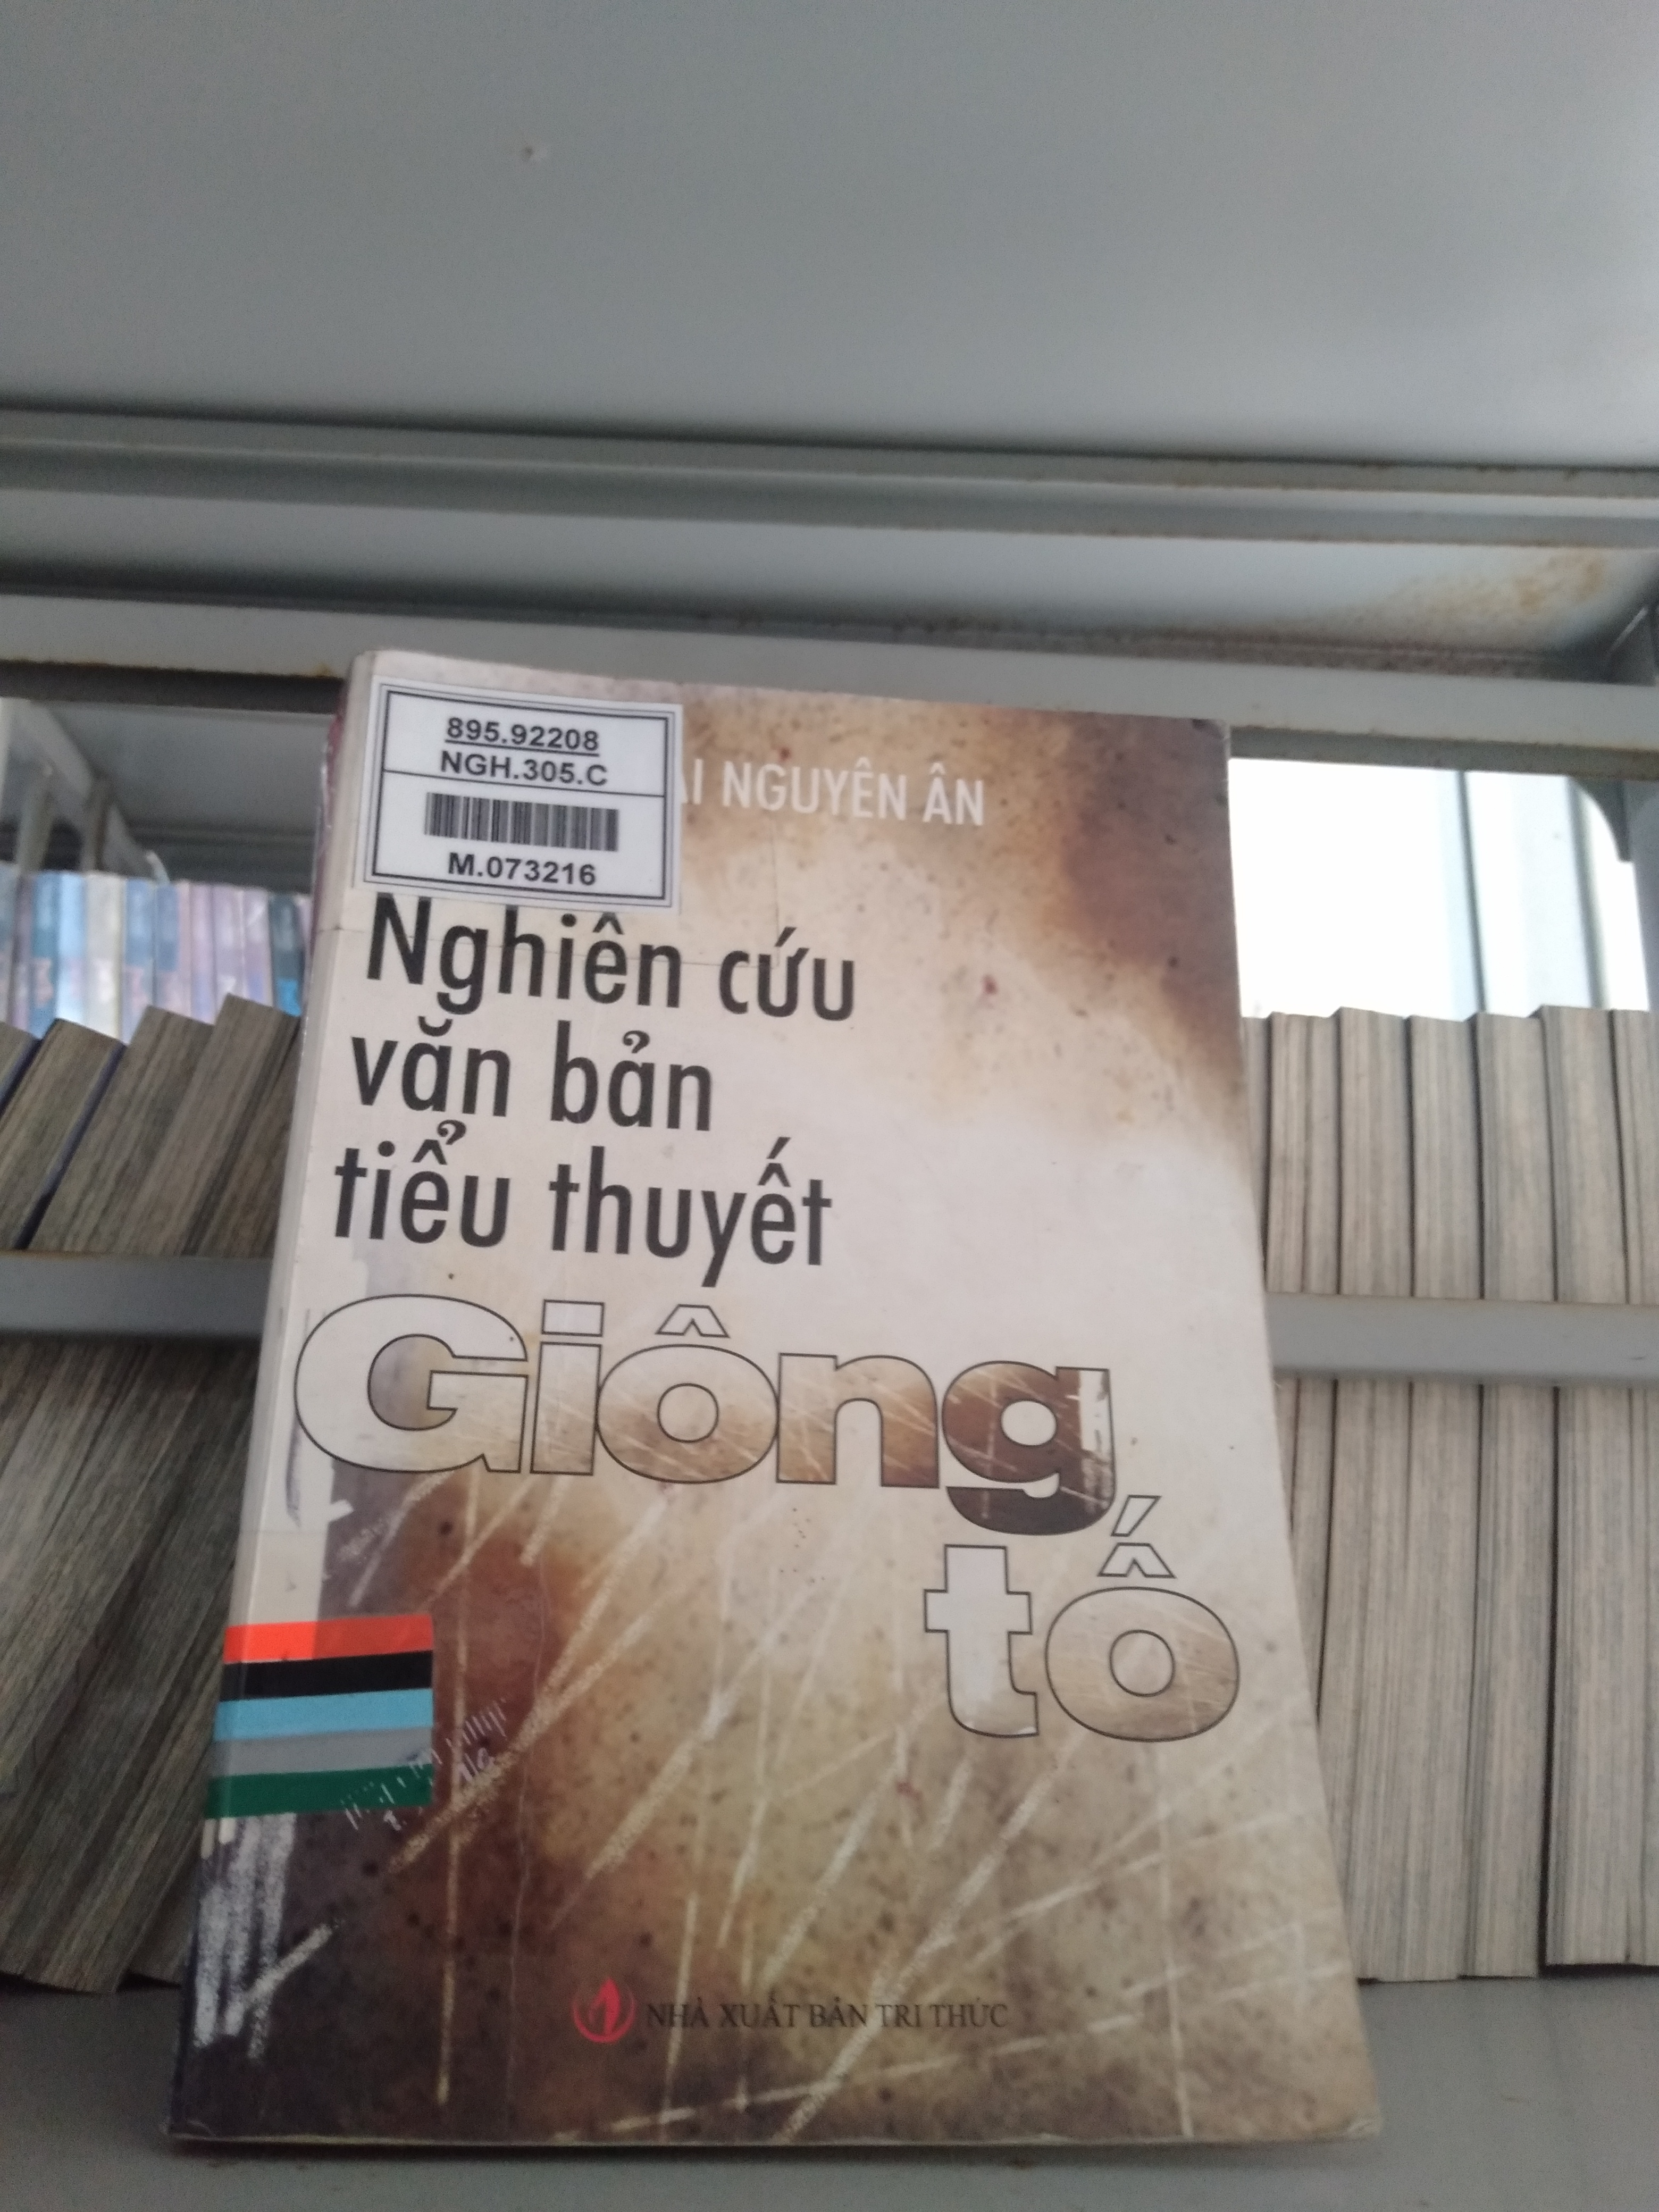 895.92208
NGH.305.C
M.073216
ẠI NGUYÊN ÂN
Nghiên cứu
văn bản
tiểu thuyết
Giông
tố
NHÀ XUẤT BẢN TRI THỨC